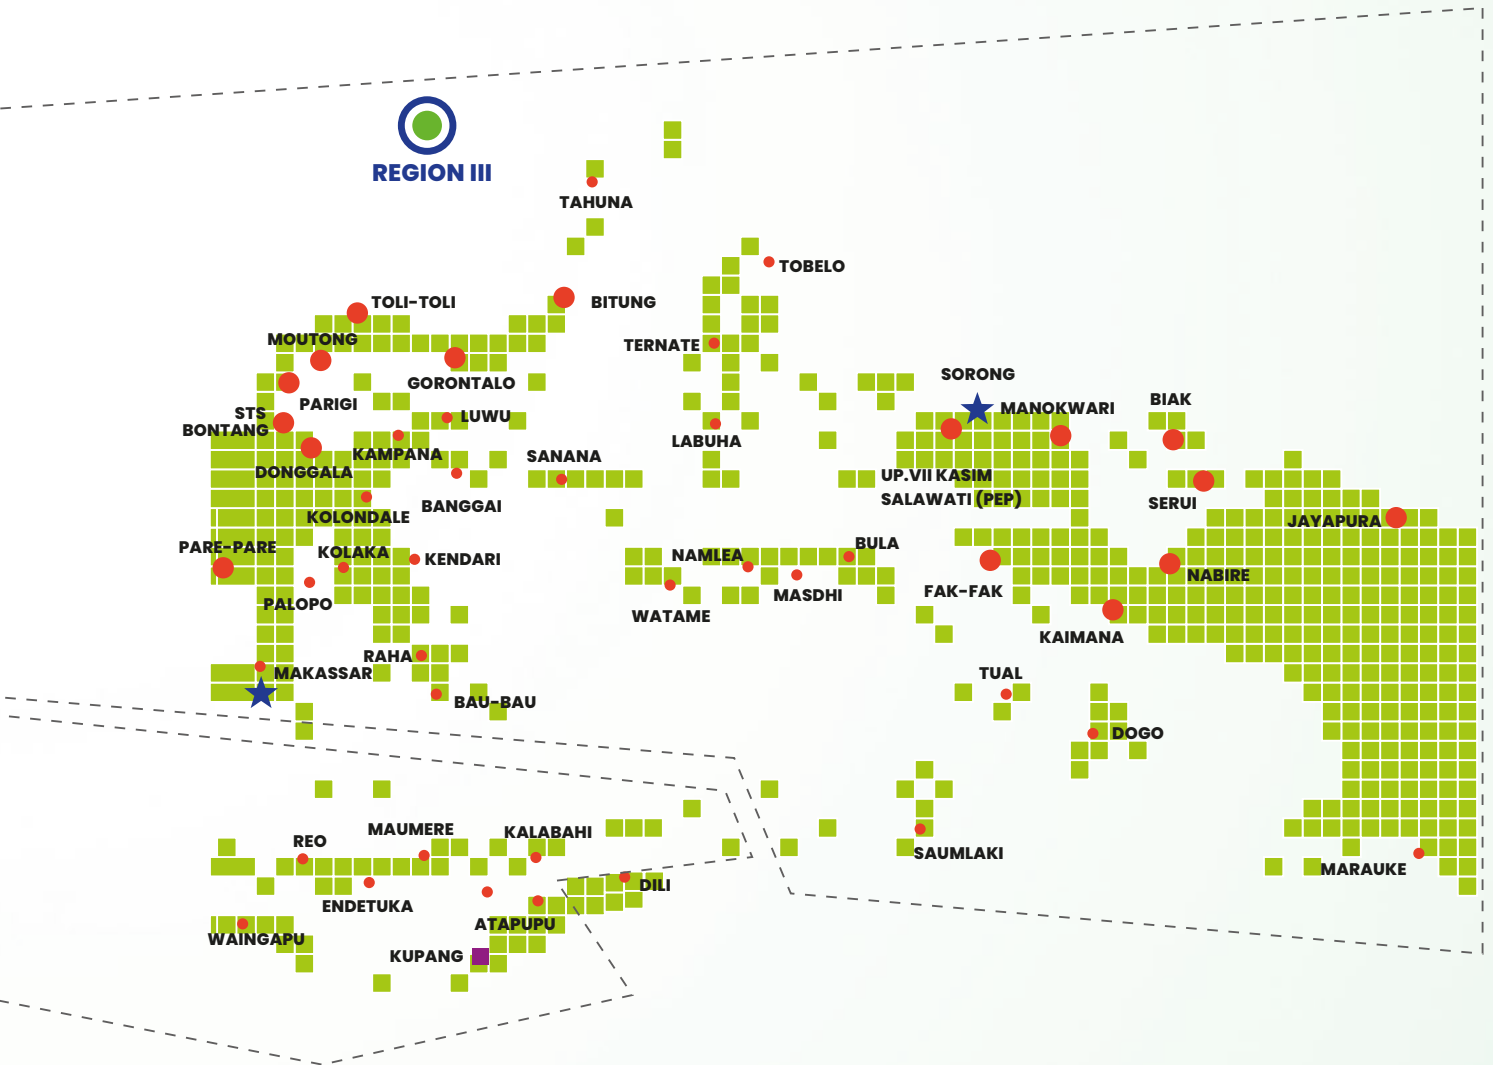 REGION III
TAHUNA
TOBELO
TOLI-TOLI
BITUNG
MOUTONG
TERNATE
GORONTALO
SORONG
PARIGI
MANOKWARI
BIAK
STS
BONTANG
LUWU
LABUHA
KAMPANA
SANANA
DONGGALA
UP.VII KASIM
SALAWATI (PEP)
BANGGAI
SERUI
KOLONDALE
JAYAPURA
PARE-PARE
KOLAKA
KENDARI
NAMLEA
BULA
NABIRE
FAK-FAK
MASDHI
PALOPO
WATAME
KAIMANA
RAHA
MAKASSAR
TUAL
BAU-BAU
DOGO
MAUMERE
KALABAHI
REO
SAUMLAKI
MARAUKE
DILI
ENDETUKA
ATAPUPU
WAINGAPU
KUPANG